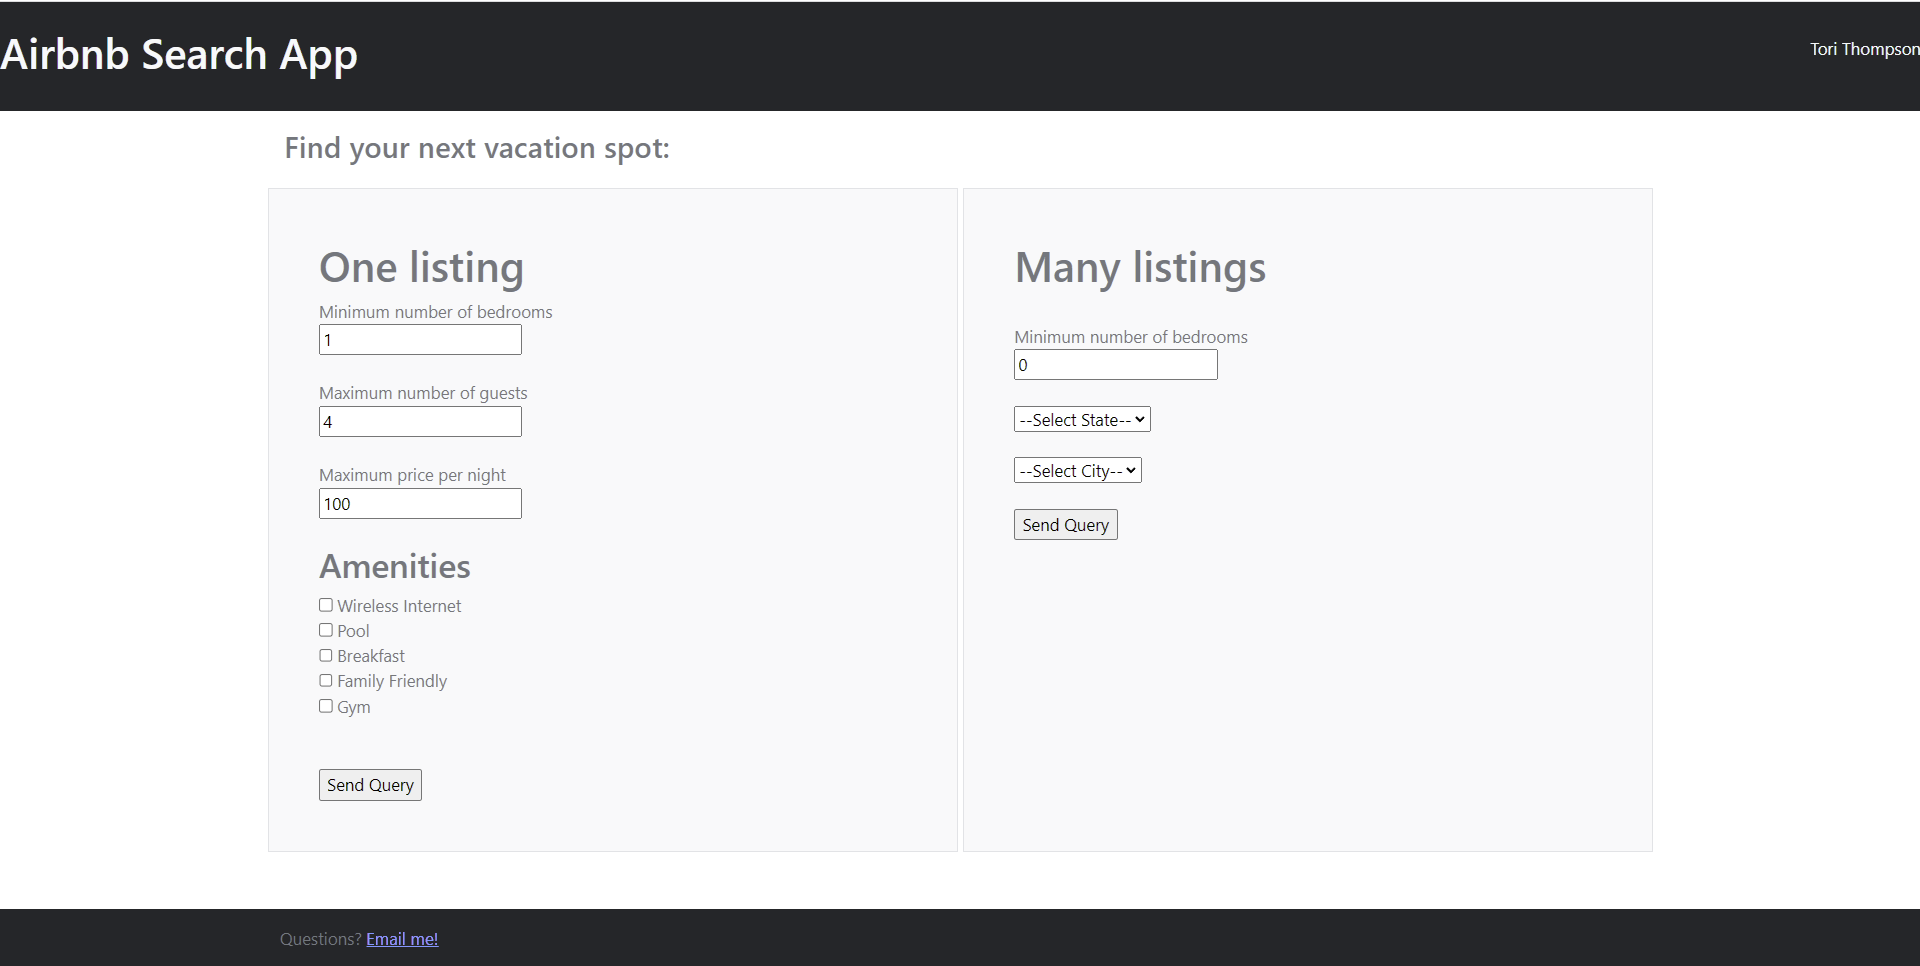 Airbnb Search App
Tori Thompson
Find your next vacation spot:
One listing
Minimum number of bedrooms
1
Maximum number of guests
4
Maximum price per night
100
Amenities
Wireless Internet
Pool
Breakfast
Family Friendly
Gym
Send Query
Many listings
Minimum number of bedrooms
0
--Select State--
--Select City--
Send Query
Questions? Email me!